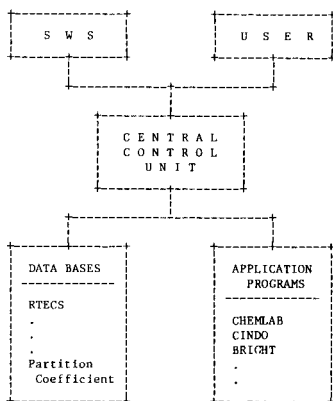 S W S
U S E R
C E N T R A L
C O N T R O L
U N I T
DATA BASES
RTECS
.
.
.
Partition
Coefficient
APPLICATION
PROGRAMS
CHEMLAB
CINDO
BRIGHT
.
.